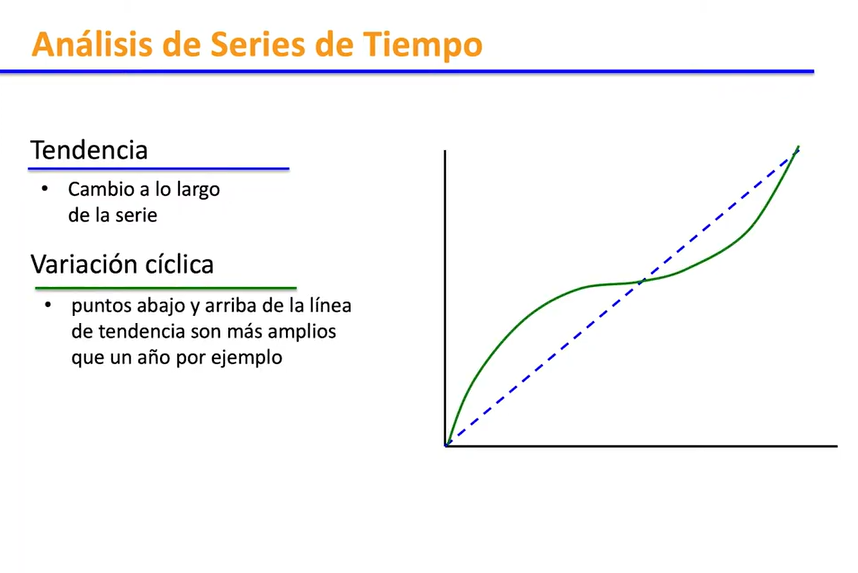 Análisis de Series de Tiempo
Tendencia
• Cambio a lo largo
de la serie
Variación cíclica
• puntos abajo y arriba de la línea
de tendencia son más amplios
que un año por ejemplo